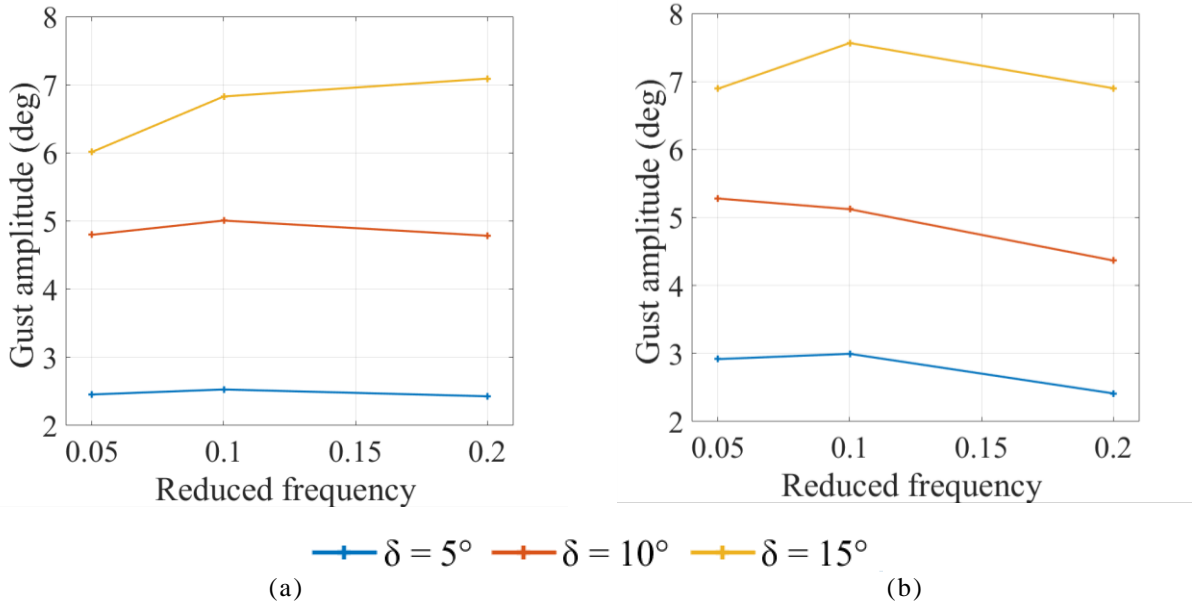 8
7
6
5
4
3
2
Gust amplitude (deg)
0.05 0.1 0.15 0.2
Reduced frequency
8
7
6
5
4
3
2
Gust amplitude (deg)
0.05 0.1 0.15 0.2
Reduced frequency
δ = 5° δ = 10° δ = 15°
(a) (b)